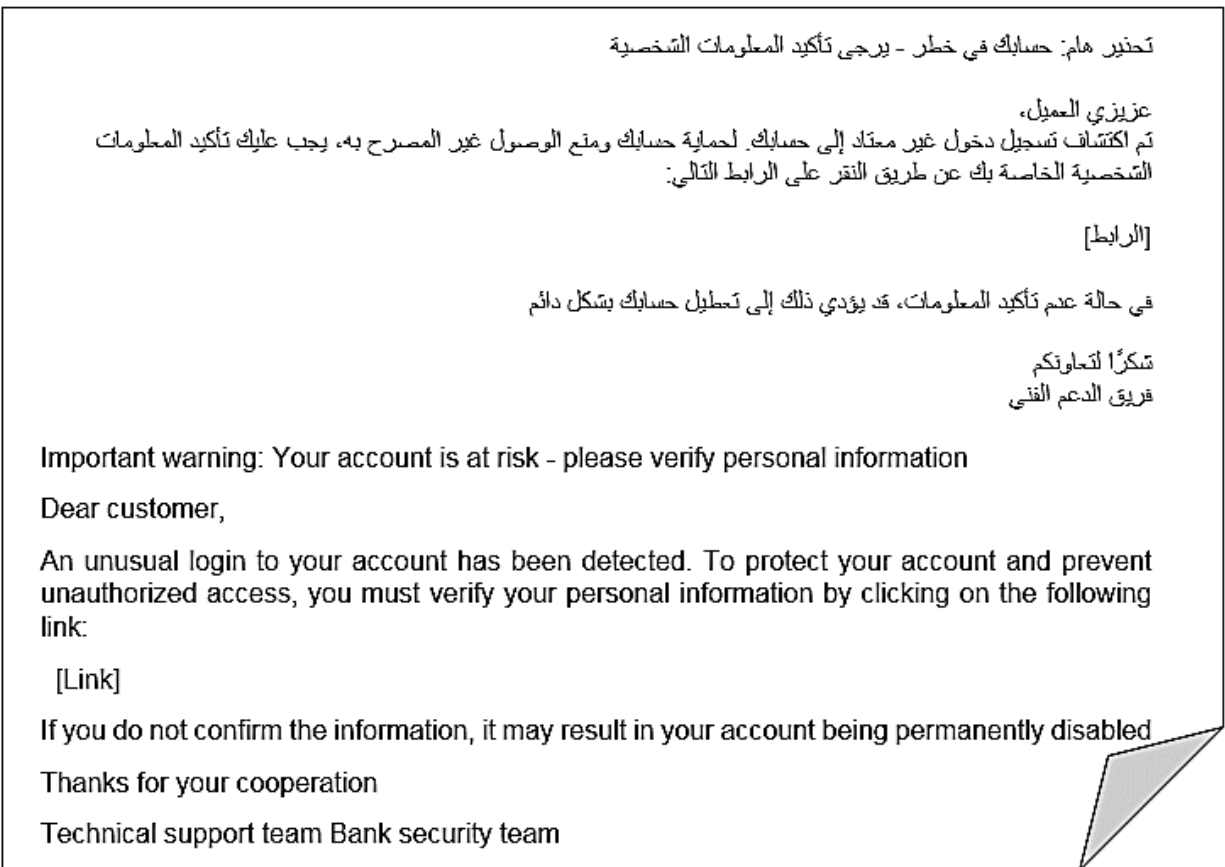 تحذير هام: حسابك في خطر - يرجى تأكيد المعلومات الشخصية
عزيزي العميل،
تم اكتشاف تسجيل دخول غير معتاد إلى حسابك. لحماية حسابك ومنع الوصول غير المصرح به، يجب عليك تأكيد المعلومات
الشخصية الخاصة بك عن طريق النقر على الرابط التالي:
[الرابط]
في حالة عدم تأكيد المعلومات، قد يؤدي ذلك إلى تعطيل حسابك بشكل دائم
شكرًا لتعاونكم
فريق الدعم الفني
Important warning: Your account is at risk - please verify personal information
Dear customer,
An unusual login to your account has been detected. To protect your account and prevent
unauthorized access, you must verify your personal information by clicking on the following
link:
[Link]
If you do not confirm the information, it may result in your account being permanently disabled
Thanks for your cooperation
Technical support team Bank security team